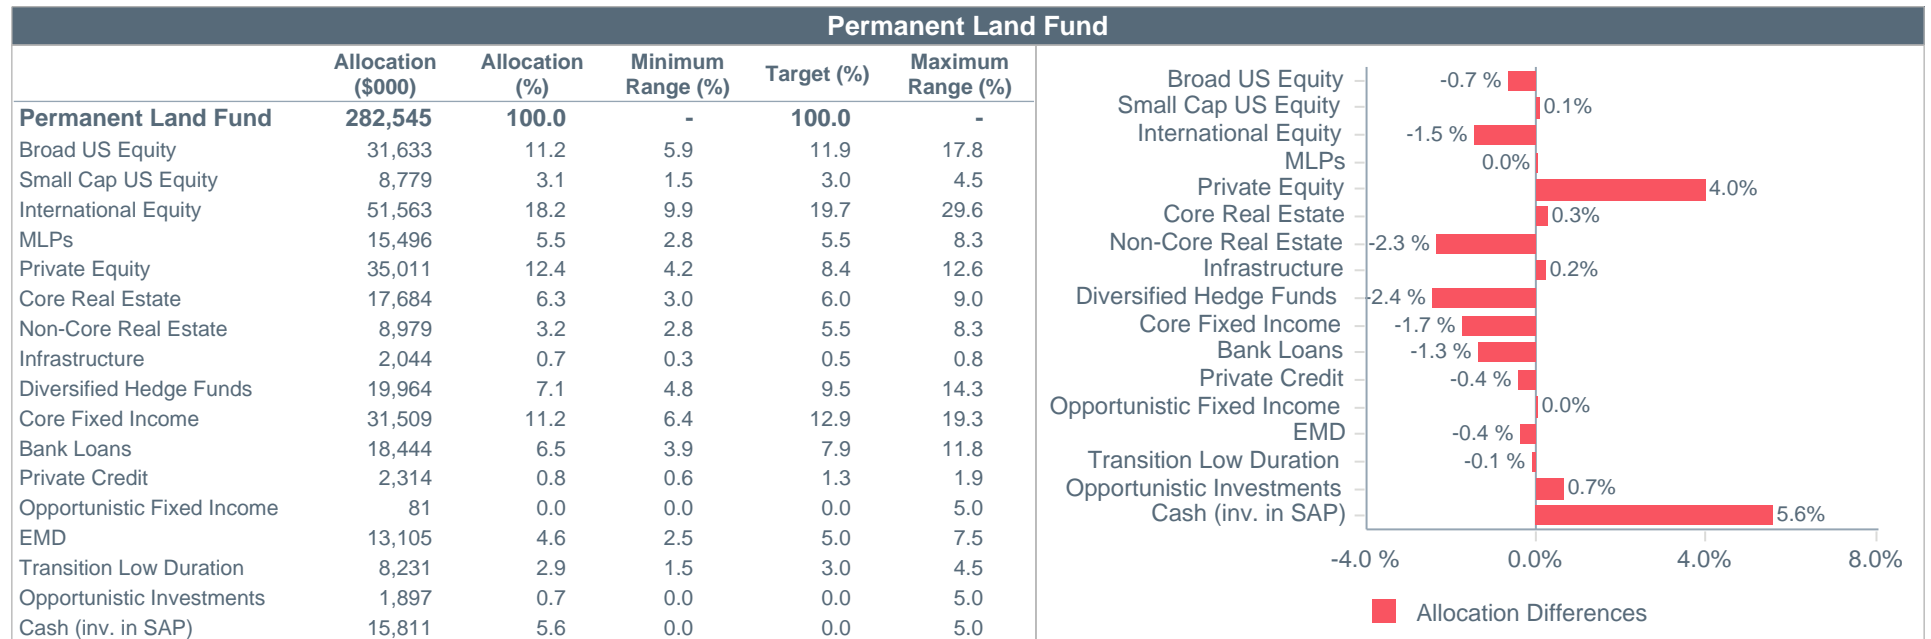 Permanent Land Fund
Allocation ($000) Allocation (%) Minimum Range (%) Target (%) Maximum Range (%)
Permanent Land Fund 282,545 100.0 - 100.0 -
Broad US Equity 31,633 11.2 5.9 11.9 17.8
Small Cap US Equity 8,779 3.1 1.5 3.0 4.5
International Equity 51,563 18.2 9.9 19.7 29.6
MLPs 15,496 5.5 2.8 5.5 8.3
Private Equity 35,011 12.4 4.2 8.4 12.6
Core Real Estate 17,684 6.3 3.0 6.0 9.0
Non-Core Real Estate 8,979 3.2 2.8 5.5 8.3
Infrastructure 2,044 0.7 0.3 0.5 0.8
Diversified Hedge Funds 19,964 7.1 4.8 9.5 14.3
Core Fixed Income 31,509 11.2 6.4 12.9 19.3
Bank Loans 18,444 6.5 3.9 7.9 11.8
Private Credit 2,314 0.8 0.6 1.3 1.9
Opportunistic Fixed Income 81 0.0 0.0 0.0 5.0
EMD 13,105 4.6 2.5 5.0 7.5
Transition Low Duration 8,231 2.9 1.5 3.0 4.5
Opportunistic Investments 1,897 0.7 0.0 0.0 5.0
Cash (inv. in SAP) 15,811 5.6 0.0 0.0 5.0
Broad US Equity -0.7 %
Small Cap US Equity 0.1%
International Equity -1.5 %
MLPs 0.0%
Private Equity 4.0%
Core Real Estate 0.3%
Non-Core Real Estate -2.3 %
Infrastructure 0.2%
Diversified Hedge Funds -2.4 %
Core Fixed Income -1.7 %
Bank Loans -1.3 %
Private Credit -0.4 %
Opportunistic Fixed Income 0.0%
EMD -0.4 %
Transition Low Duration -0.1 %
Opportunistic Investments 0.7%
Cash (inv. in SAP) 5.6%
-4.0 % 0.0% 4.0% 8.0%
Allocation Differences